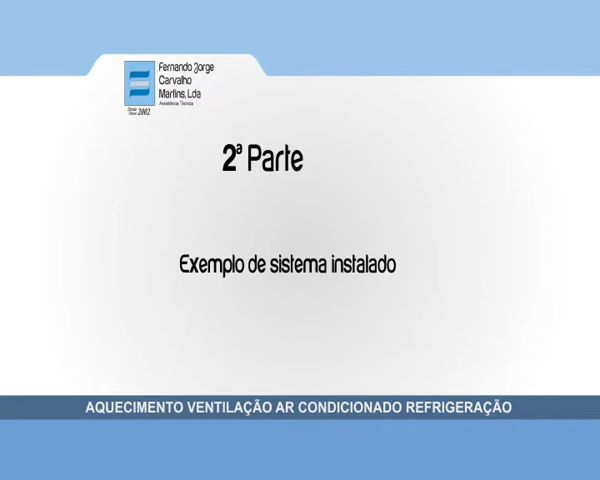 Fernando Jorge
Carvalho
Martins, Lda
Assistência Técnica
2002
2ª Parte
Exemplo de sistema instalado
AQUECIMENTO VENTILAÇÃO AR CONDICIONADO REFRIGERAÇÃO